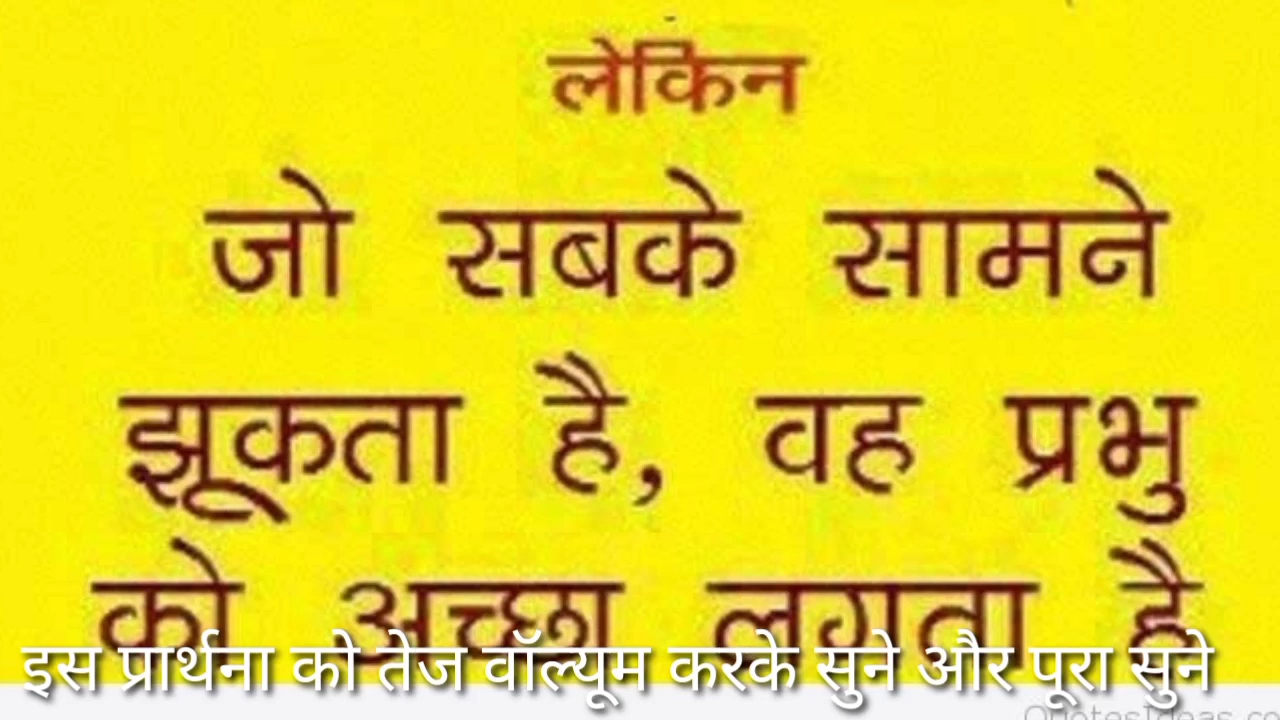 लेकिन
जो सबके सामने
झूकता है, वह प्रभु
को अच्छा लगता है
इस प्रार्थना को तेज वॉल्यूम करके सुने और पूरा सुने